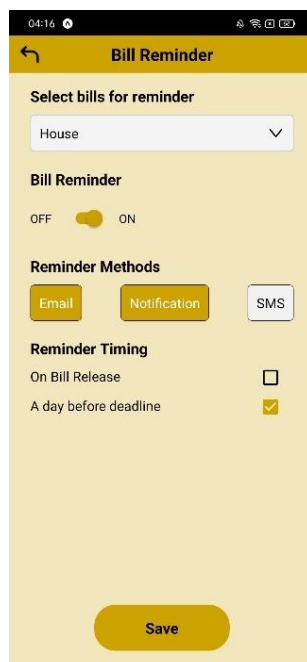 04:16
Bill Reminder
Select bills for reminder
House
Bill Reminder
OFF ON
Reminder Methods
Email Notification SMS
Reminder Timing
On Bill Release
A day before deadline
Save